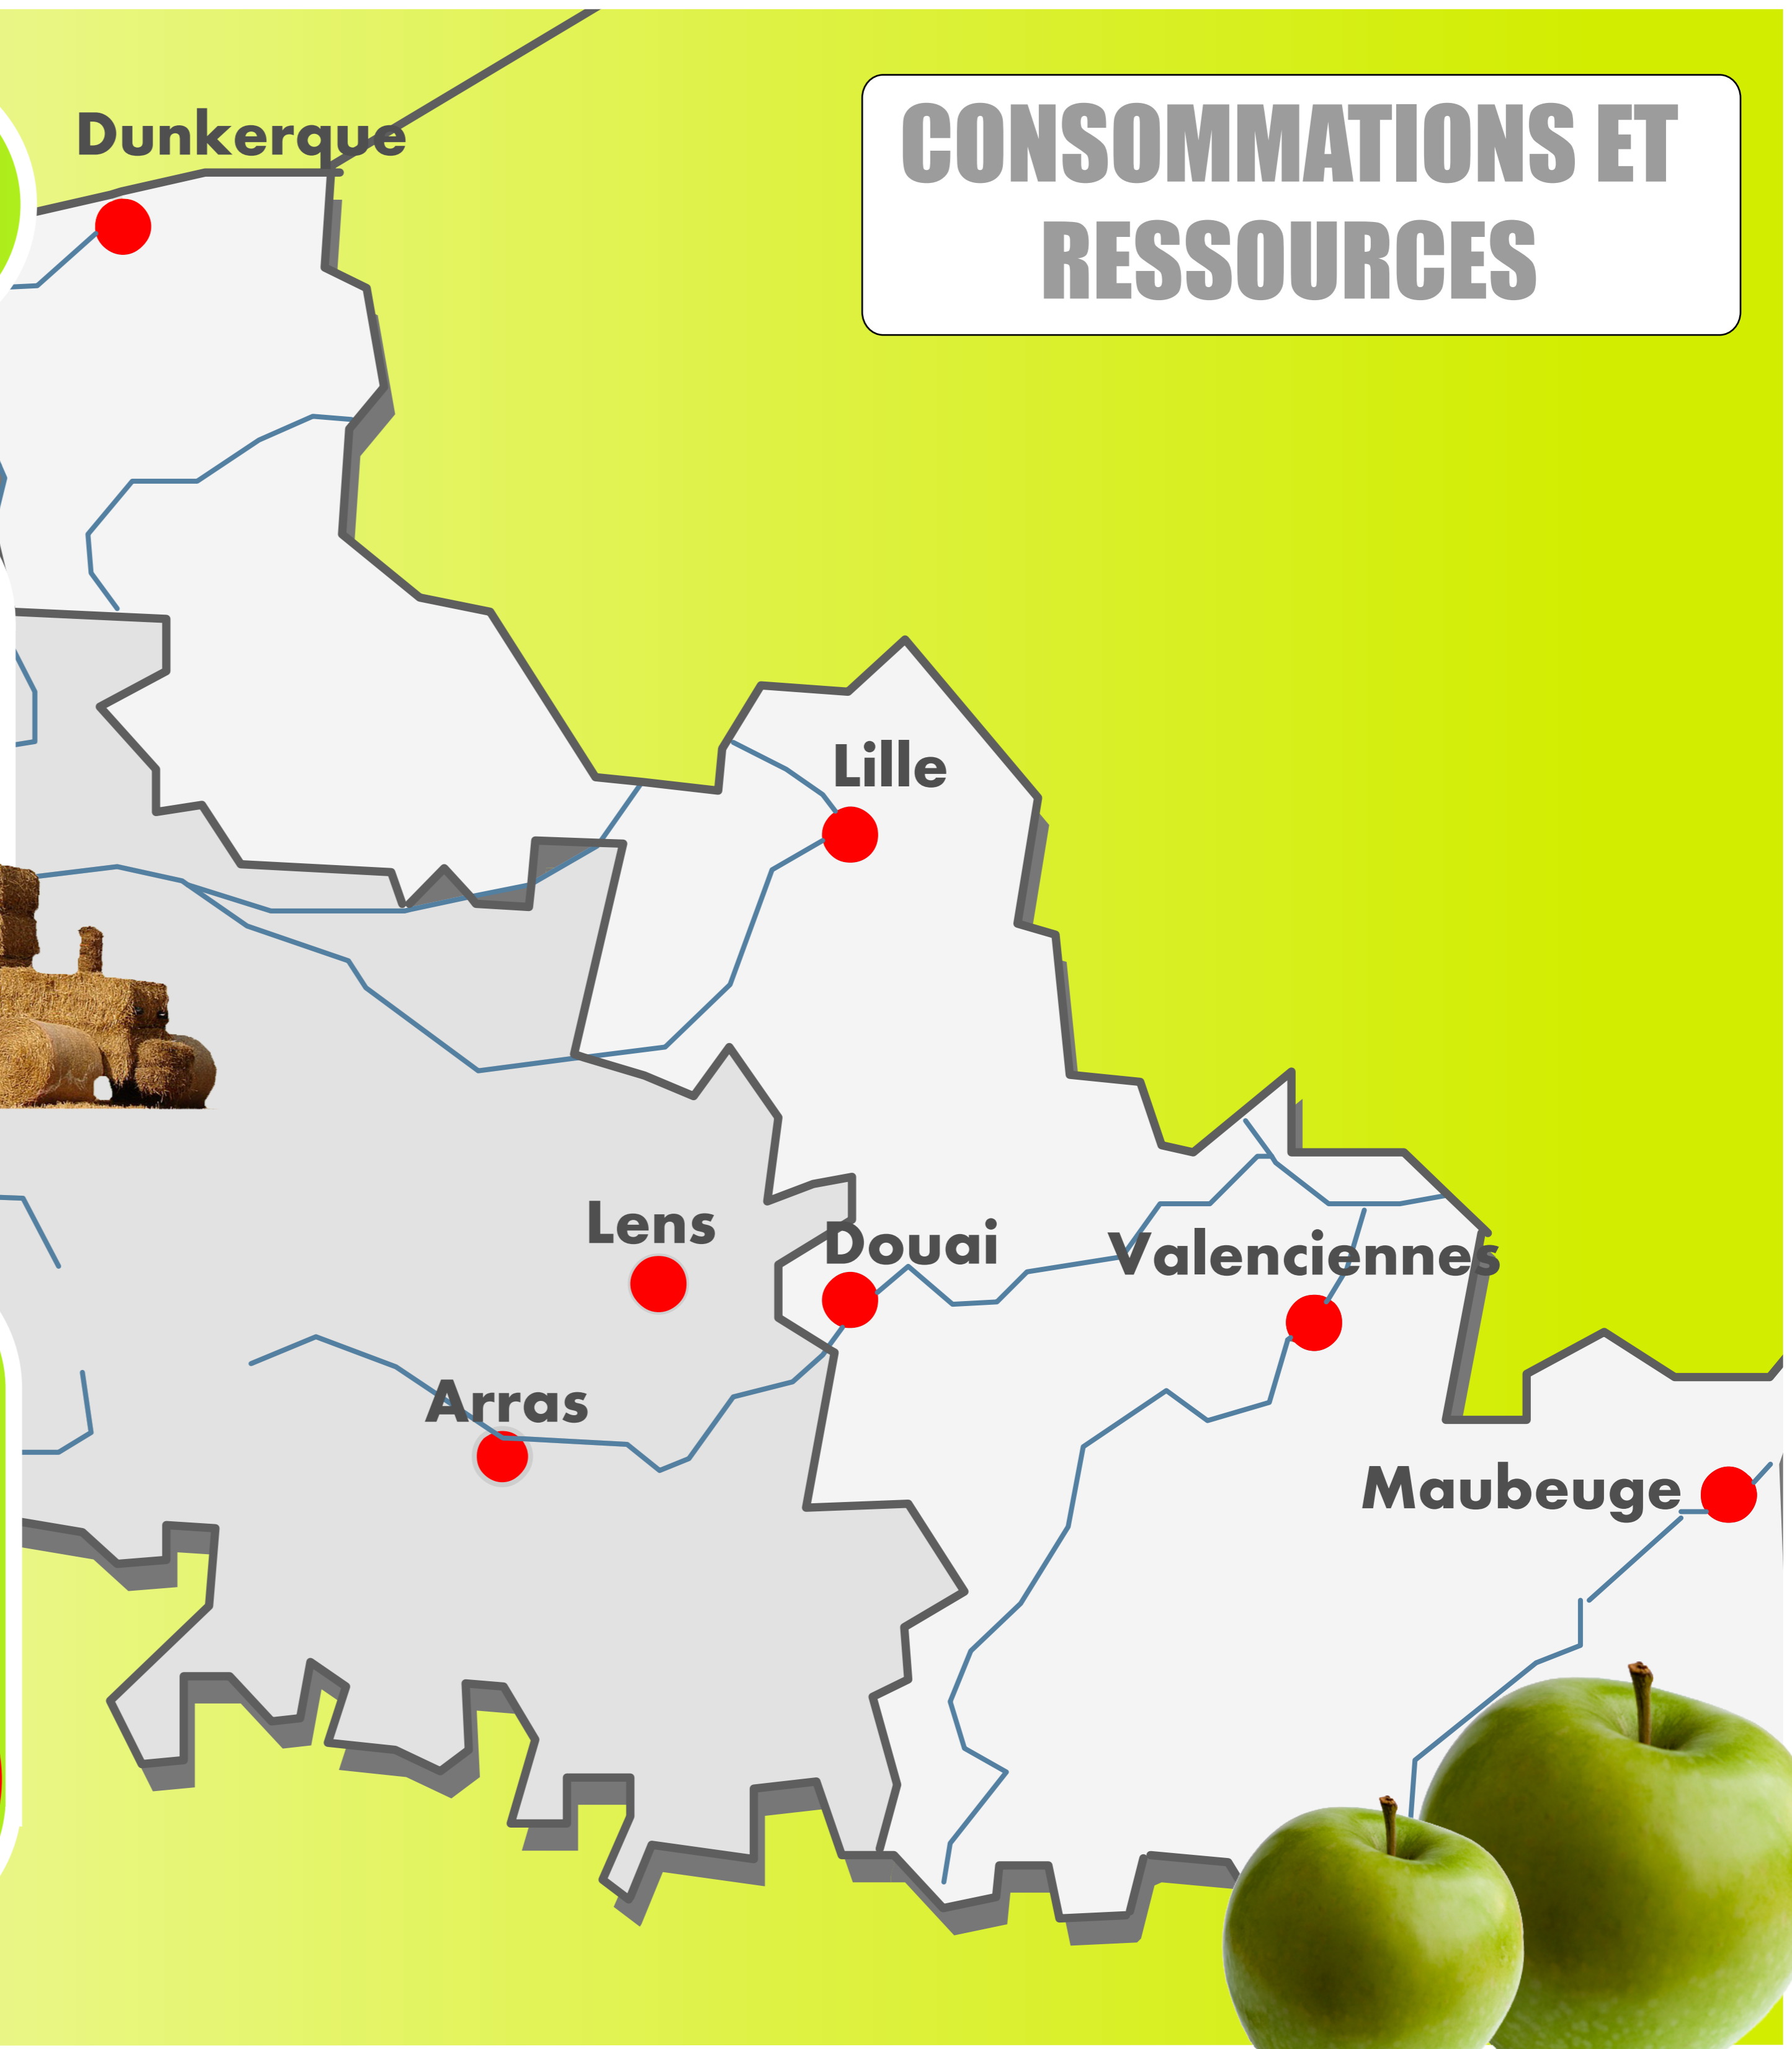 Dunkerque
CONSOMMATIONS ET
RESSOURCES
Lille
Lens
Douai
Valenciennes
Arras
Maubeuge